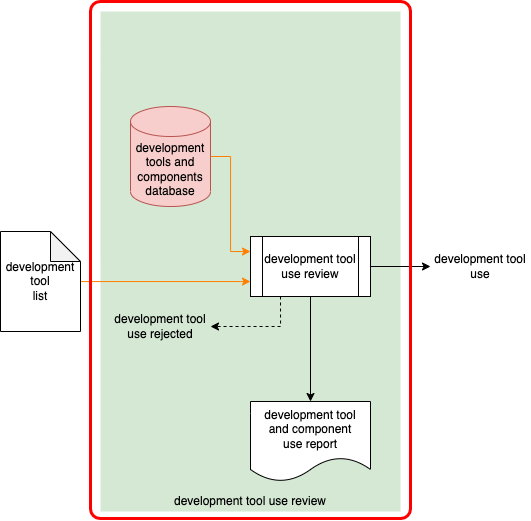 development
tools and
components
database
development tool
use review
development tool
use
development
tool
list
development tool
use rejected
development tool
and component
use report
development tool use review